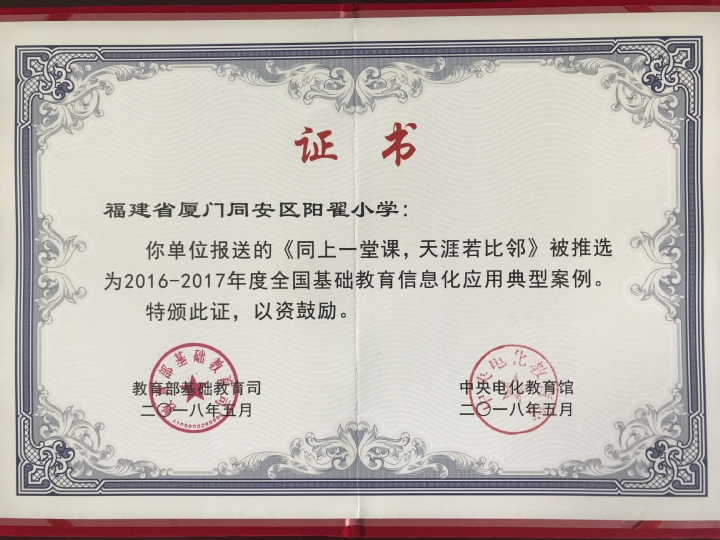 证 书
福建省厦门同安区阳翟小学：
你单位报送的《同上一堂课，天涯若比邻》被推选
为2016-2017年度全国基础教育信息化应用典型案例。
特颁此证，以资鼓励。
教育部基础教育司
二〇一八年五月
中央电化教育馆
二〇一八年五月